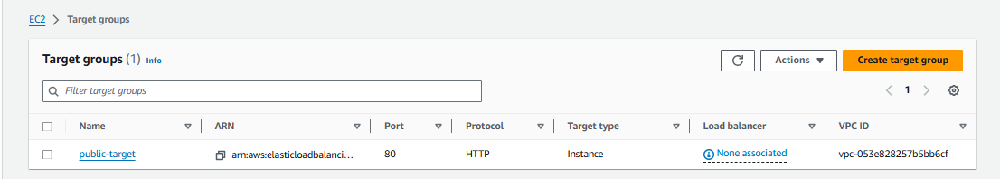 EC2 > Target groups
Target groups (1) Info
Actions
Create target group
Filter target groups
1
Name ARN Port Protocol Target type Load balancer VPC ID
public-target arn:aws:elasticloadbalanci... 80 HTTP Instance None associated vpc-053e828257b5bb6cf